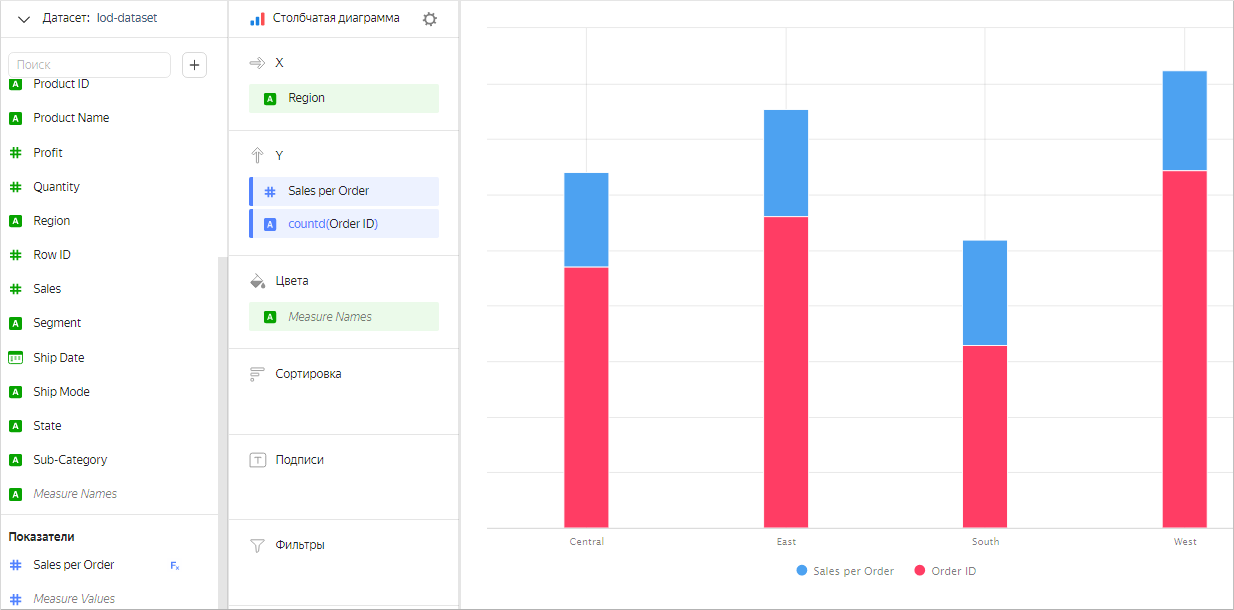 Датасет: lod-dataset
Поиск
Product ID
Product Name
Profit
Quantity
Region
Row ID
Sales
Segment
Ship Date
Ship Mode
State
Sub-Category
Measure Names
Показатели
Sales per Order
Measure Values
Столбчатая диаграмма
X
Region
Y
Sales per Order
countd(Order ID)
Цвета
Measure Names
Сортировка
Подписи
Фильтры
Central East South West
Sales per Order Order ID